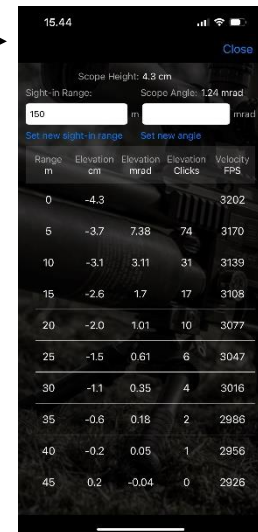 15.44
Close
Scope Height: 4.3 cm
Sight-in Range: Scope Angle: 1.24 mrad
150 m mrad
Set new sight-in range Set new angle
Range Elevation Elevation Elevation Velocity
m cm mrad Clicks FPS
0 -4.3 3202
5 -3.7 7.38 74 3170
10 -3.1 3.11 31 3139
15 -2.6 1.7 17 3108
20 -2.0 1.01 10 3077
25 -1.5 0.61 6 3047
30 -1.1 0.35 4 3016
35 -0.6 0.18 2 2986
40 -0.2 0.05 1 2956
45 0.2 -0.04 0 2926